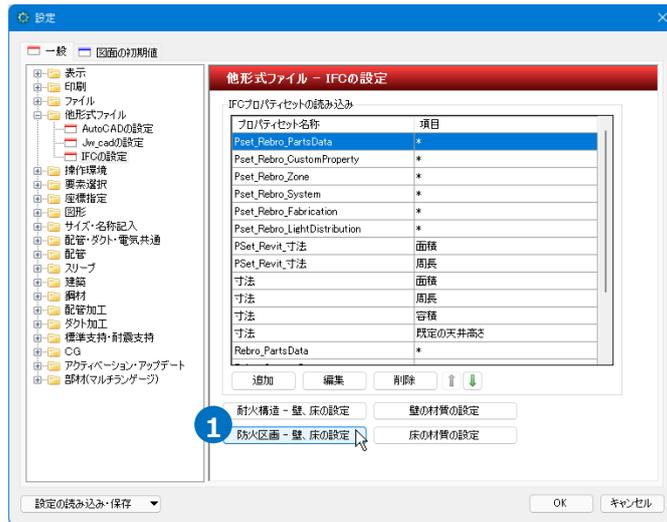 設定
一般 図面の初期値
表示
印刷
ファイル
他形式ファイル
AutoCADの設定
Jw_cadの設定
IFCの設定
操作環境
要素選択
座標指定
図形
サイズ・名称記入
配管・ダクト・電気共通
配管
スリーブ
建築
鋼材
配管加工
ダクト加工
標準支持・耐震支持
CG
アクティベーション・アップデート
部材(マルチランゲージ)
他形式ファイル - IFCの設定
IFCプロパティセットの読み込み
プロパティセット名称 項目
Pset_Rebro_PartsData *
Pset_Rebro_CustomProperty *
Pset_Rebro_Zone *
Pset_Rebro_System *
Pset_Rebro_Fabrication *
Pset_Rebro_LightDistribution *
PSet_Revit_寸法 面積
PSet_Revit_寸法 周長
寸法 面積
寸法 周長
寸法 容積
寸法 既定の天井高さ
Rebro_PartsData *
追加 編集 削除
耐火構造 - 壁、床の設定 壁の材質の設定
1 防火区画 - 壁、床の設定 床の材質の設定
設定の読み込み・保存 OK キャンセル